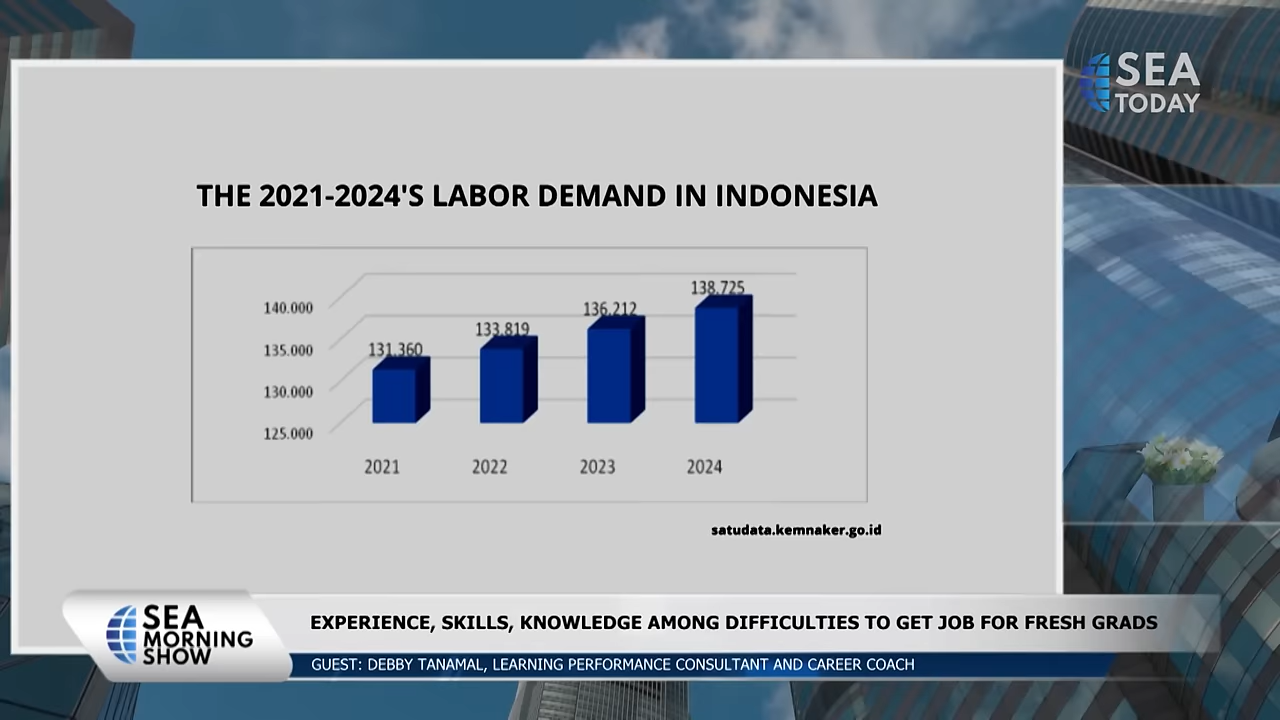 SEA
TODAY
THE 2021-2024'S LABOR DEMAND IN INDONESIA
140.000
135.000
130.000
125.000
131.360
133.819
136.212
138.725
2021
2022
2023
2024
satudata.kemnaker.go.id
SEA
MORNING
SHOW
EXPERIENCE, SKILLS, KNOWLEDGE AMONG DIFFICULTIES TO GET JOB FOR FRESH GRADS
GUEST: DEBBY TANAMAL, LEARNING PERFORMANCE CONSULTANT AND CAREER COACH